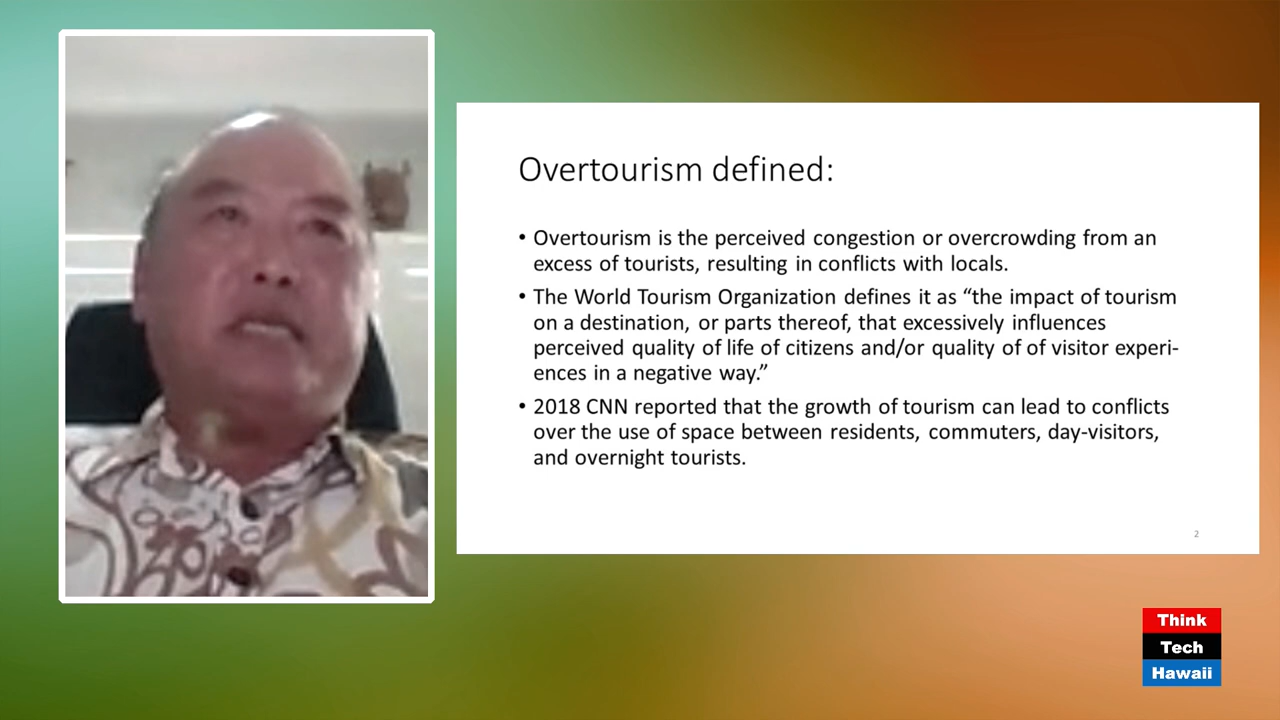 Overtourism defined:
• Overtourism is the perceived congestion or overcrowding from an
excess of tourists, resulting in conflicts with locals.
• The World Tourism Organization defines it as “the impact of tourism
on a destination, or parts thereof, that excessively influences
perceived quality of life of citizens and/or quality of of visitor experi-
ences in a negative way.”
• 2018 CNN reported that the growth of tourism can lead to conflicts
over the use of space between residents, commuters, day-visitors,
and overnight tourists.
2
Think
Tech
Hawaii